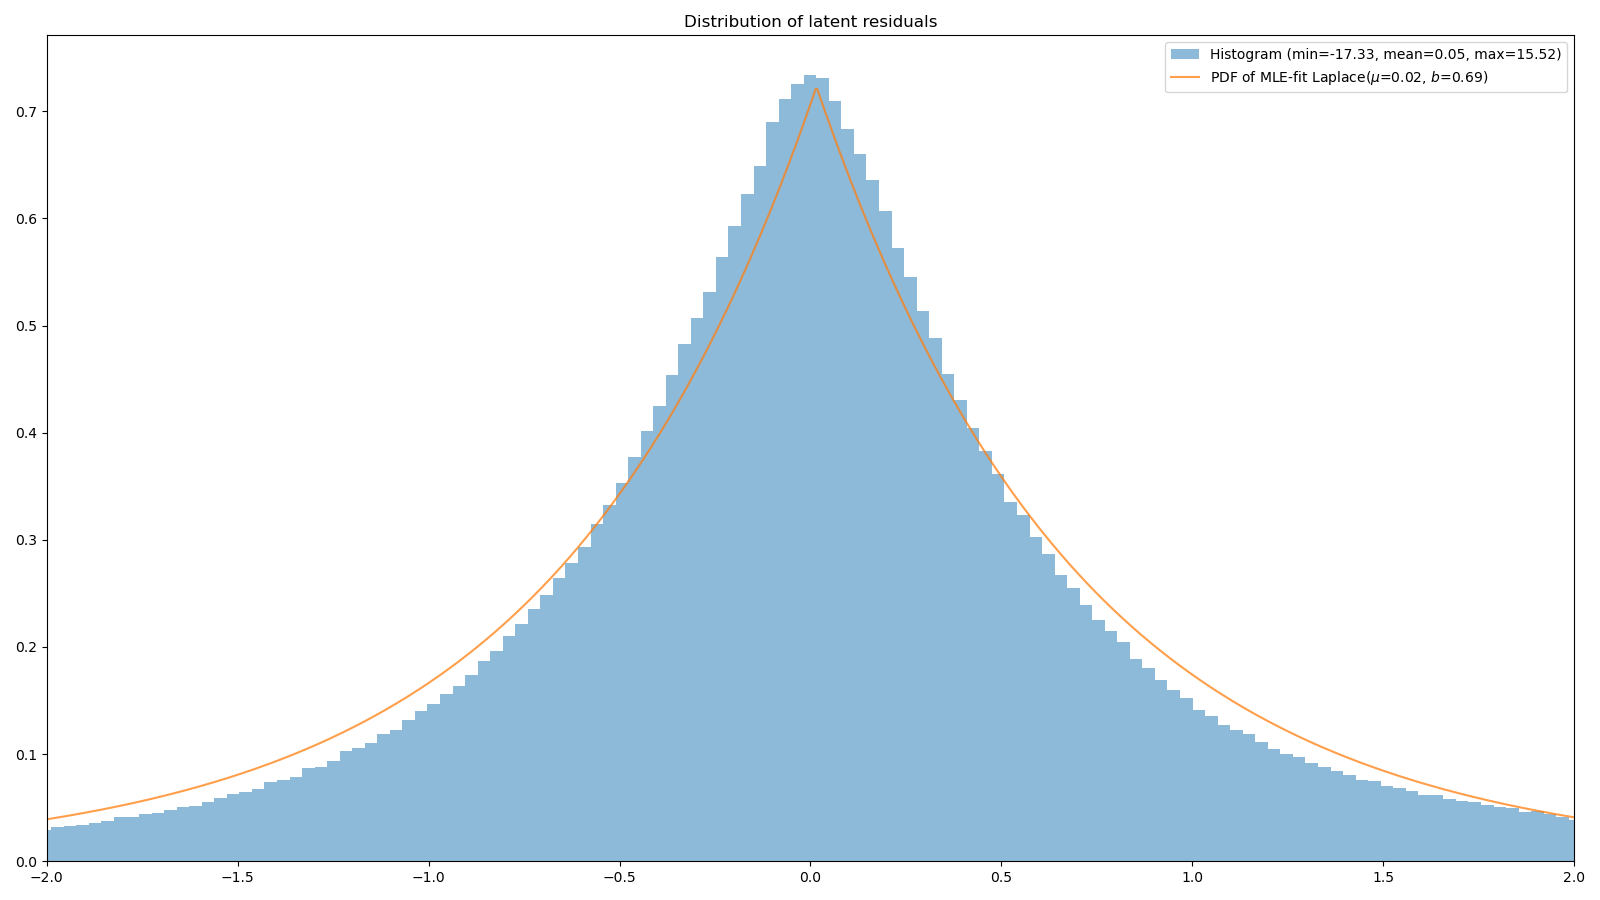 Distribution of latent residuals
Histogram (min=-17.33, mean=0.05, max=15.52)
PDF of MLE-fit Laplace(μ=0.02, b=0.69)
0.7
0.6
0.5
0.4
0.3
0.2
0.1
0.0
−2.0 −1.5 −1.0 −0.5 0.0 0.5 1.0 1.5 2.0